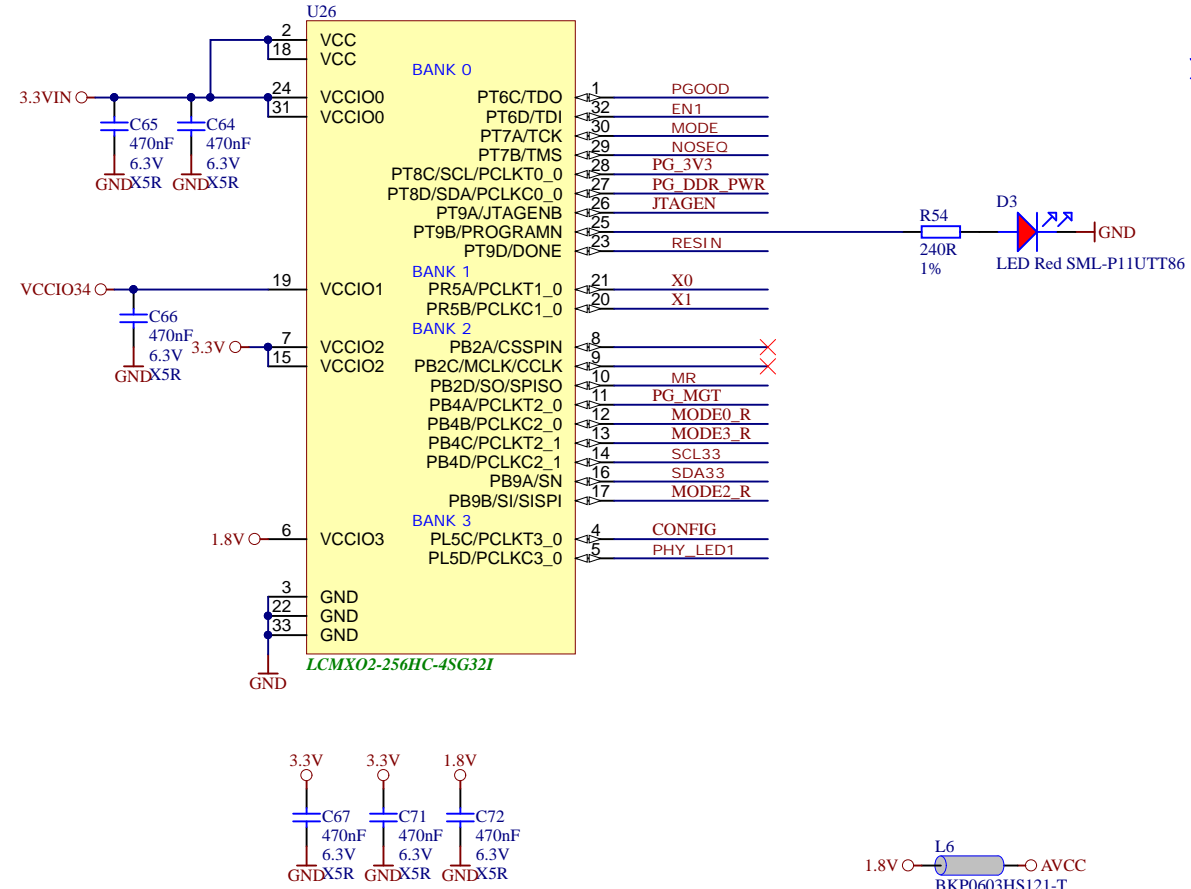 U26
2 VCC
18 VCC
BANK 0
3.3VIN
24 VCCIO0
31 VCCIO0
C65
470nF
6.3V
X5R
GND
C64
470nF
6.3V
X5R
GND
PT6C/TDO 1 PGOOD
PT6D/TDI 32 EN1
PT7A/TCK 30 MODE
PT7B/TMS 29 NOSEQ
PT8C/SCL/PCLKT0_0 28 PG_3V3
PT8D/SDA/PCLKC0_0 27 PG_DDR_PWR
PT9A/JTAGENB 26 JTAGEN
PT9B/PROGRAMN 25
PT9D/DONE 23 RESIN
R54
240R
1%
D3
GND
LED Red SML-P11UTT86
BANK 1
VCCIO34
19 VCCIO1
PR5A/PCLKT1_0 21 X0
PR5B/PCLKC1_0 20 X1
C66
470nF
6.3V
X5R
GND
BANK 2
3.3V
7 VCCIO2
15 VCCIO2
PB2A/CSSPIN 8
PB2C/MCLK/CCLK 9
PB2D/SO/SPISO 10 MR
PB4A/PCLKT2_0 11 PG_MGT
PB4B/PCLKC2_0 12 MODE0_R
PB4C/PCLKT2_1 13 MODE3_R
PB4D/PCLKC2_1 14 SCL33
PB9A/SN 16 SDA33
PB9B/SI/SISPI 17 MODE2_R
BANK 3
1.8V
6 VCCIO3
PL5C/PCLKT3_0 4 CONFIG
PL5D/PCLKC3_0 5 PHY_LED1
3 GND
22 GND
33 GND
GND
LCMXO2-256HC-4SG32I
3.3V
C67
470nF
6.3V
X5R
GND
3.3V
C71
470nF
6.3V
X5R
GND
1.8V
C72
470nF
6.3V
X5R
GND
L6
1.8V
AVCC
BKP0603HS121-T